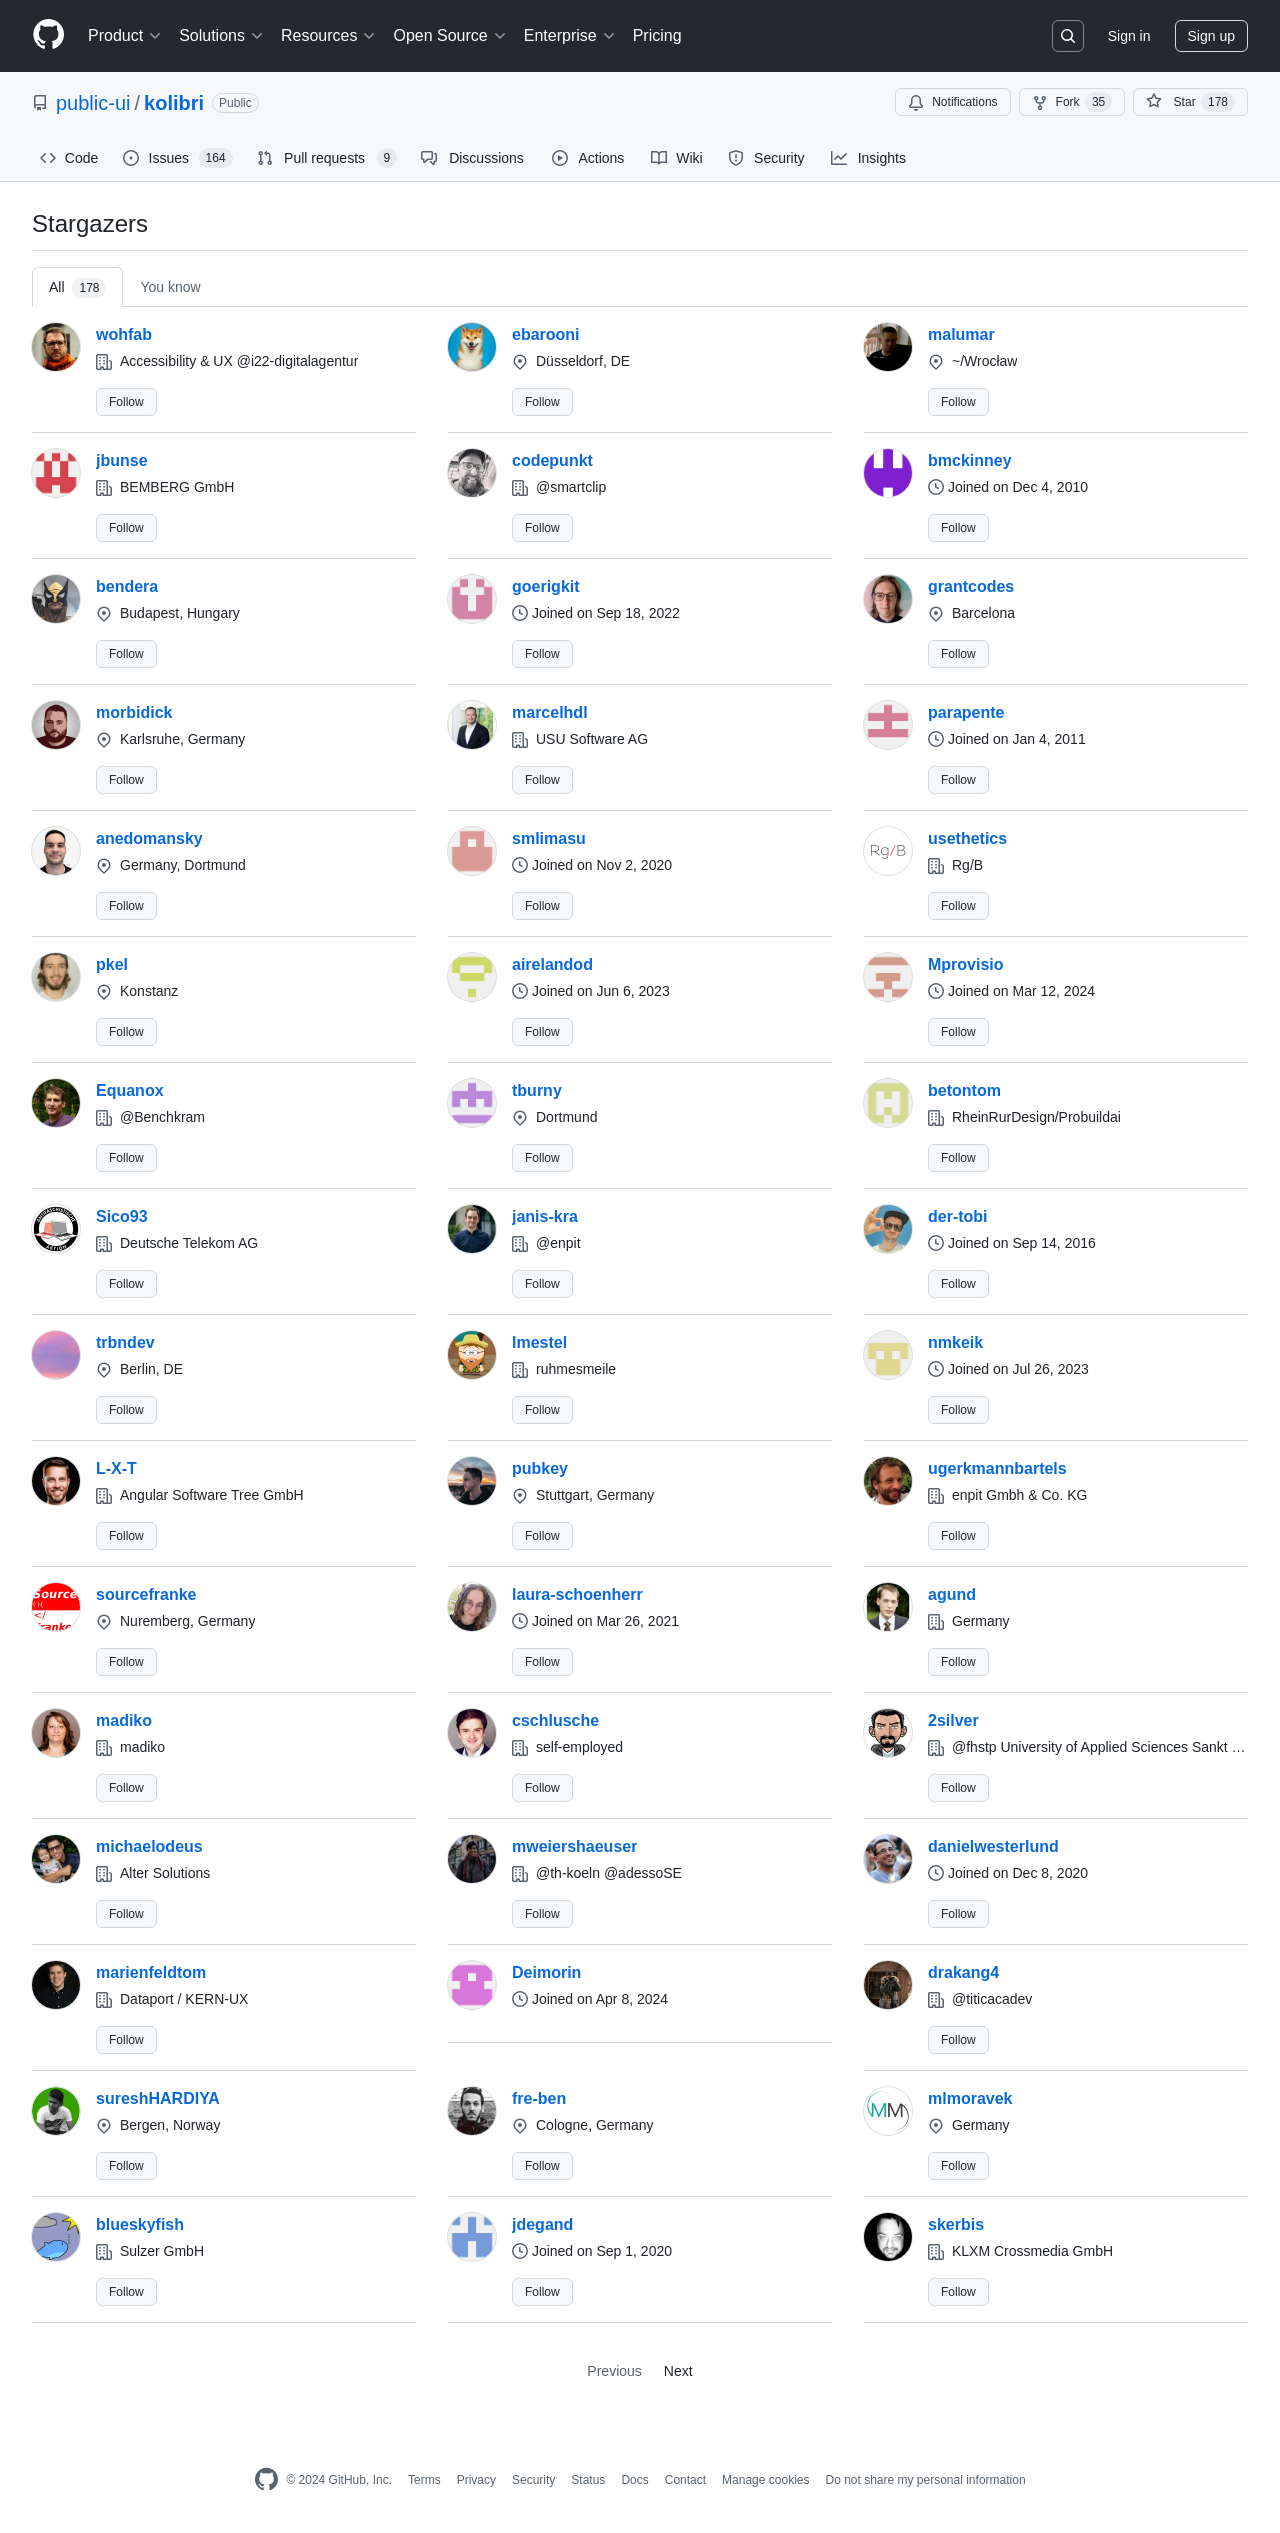 Product Solutions Resources Open Source Enterprise Pricing Sign in Sign up
public-ui / kolibri Public Notifications Fork 35 Star 178
Code Issues 164 Pull requests 9 Discussions Actions Wiki Security Insights
Stargazers
All 178 You know
wohfab ebarooni malumar
Accessibility & UX @i22-digitalagentur Düsseldorf, DE ~/Wrocław
Follow Follow Follow
jbunse codepunkt bmckinney
BEMBERG GmbH @smartclip Joined on Dec 4, 2010
Follow Follow Follow
bendera goerigkit grantcodes
Budapest, Hungary Joined on Sep 18, 2022 Barcelona
Follow Follow Follow
morbidick marcelhdl parapente
Karlsruhe, Germany USU Software AG Joined on Jan 4, 2011
Follow Follow Follow
anedomansky smlimasu usethetics
Germany, Dortmund Joined on Nov 2, 2020 Rg/B Rg/B
Follow Follow Follow
pkel airelandod Mprovisio
Konstanz Joined on Jun 6, 2023 Joined on Mar 12, 2024
Follow Follow Follow
Equanox tburny betontom
@Benchkram Dortmund RheinRurDesign/Probuildai
Follow Follow Follow
Sico93 janis-kra der-tobi
Deutsche Telekom AG @enpit Joined on Sep 14, 2016
Follow Follow Follow
trbndev lmestel nmkeik
Berlin, DE ruhmesmeile Joined on Jul 26, 2023
Follow Follow Follow
L-X-T pubkey ugerkmannbartels
Angular Software Tree GmbH Stuttgart, Germany enpit Gmbh & Co. KG
Follow Follow Follow
Source sourcefranke laura-schoenherr agund
</ Nuremberg, Germany Joined on Mar 26, 2021 Germany
ranke
Follow Follow Follow
madiko cschlusche 2silver
madiko self-employed @fhstp University of Applied Sciences Sankt …
Follow Follow Follow
michaelodeus mweiershaeuser danielwesterlund
Alter Solutions @th-koeln @adessoSE Joined on Dec 8, 2020
Follow Follow Follow
marienfeldtom Deimorin drakang4
Dataport / KERN-UX Joined on Apr 8, 2024 @titicacadev
Follow Follow
sureshHARDIYA fre-ben mlmoravek
Bergen, Norway Cologne, Germany MM Germany
Follow Follow Follow
blueskyfish jdegand skerbis
Sulzer GmbH Joined on Sep 1, 2020 KLXM Crossmedia GmbH
Follow Follow Follow
Previous Next
© 2024 GitHub, Inc. Terms Privacy Security Status Docs Contact Manage cookies Do not share my personal information